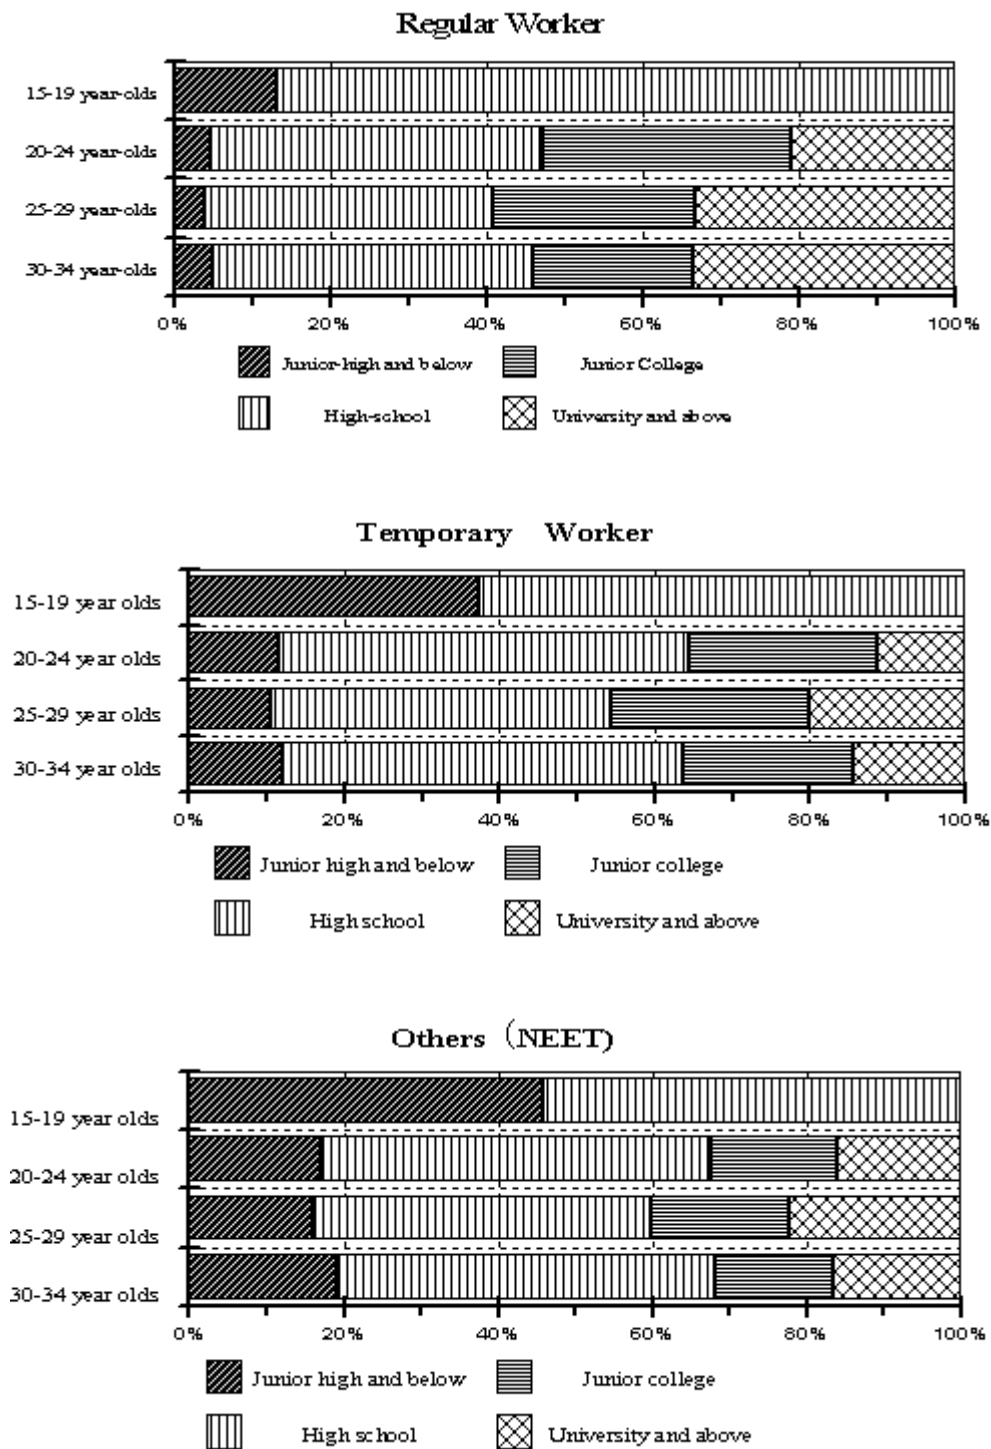 Regular Worker
15-19 year-olds
20-24 year-olds
25-29 year-olds
30-34 year-olds
0% 20% 40% 60% 80% 100%
Junior-high and below Junior College
High-school University and above
Temporary Worker
15-19 year olds
20-24 year olds
25-29 year olds
30-34 year olds
0% 20% 40% 60% 80% 100%
Junior high and below Junior college
High school University and above
Others（NEET)
15-19 year olds
20-24 year olds
25-29 year olds
30-34 year olds
0% 20% 40% 60% 80% 100%
Junior high and below Junior college
High school University and above